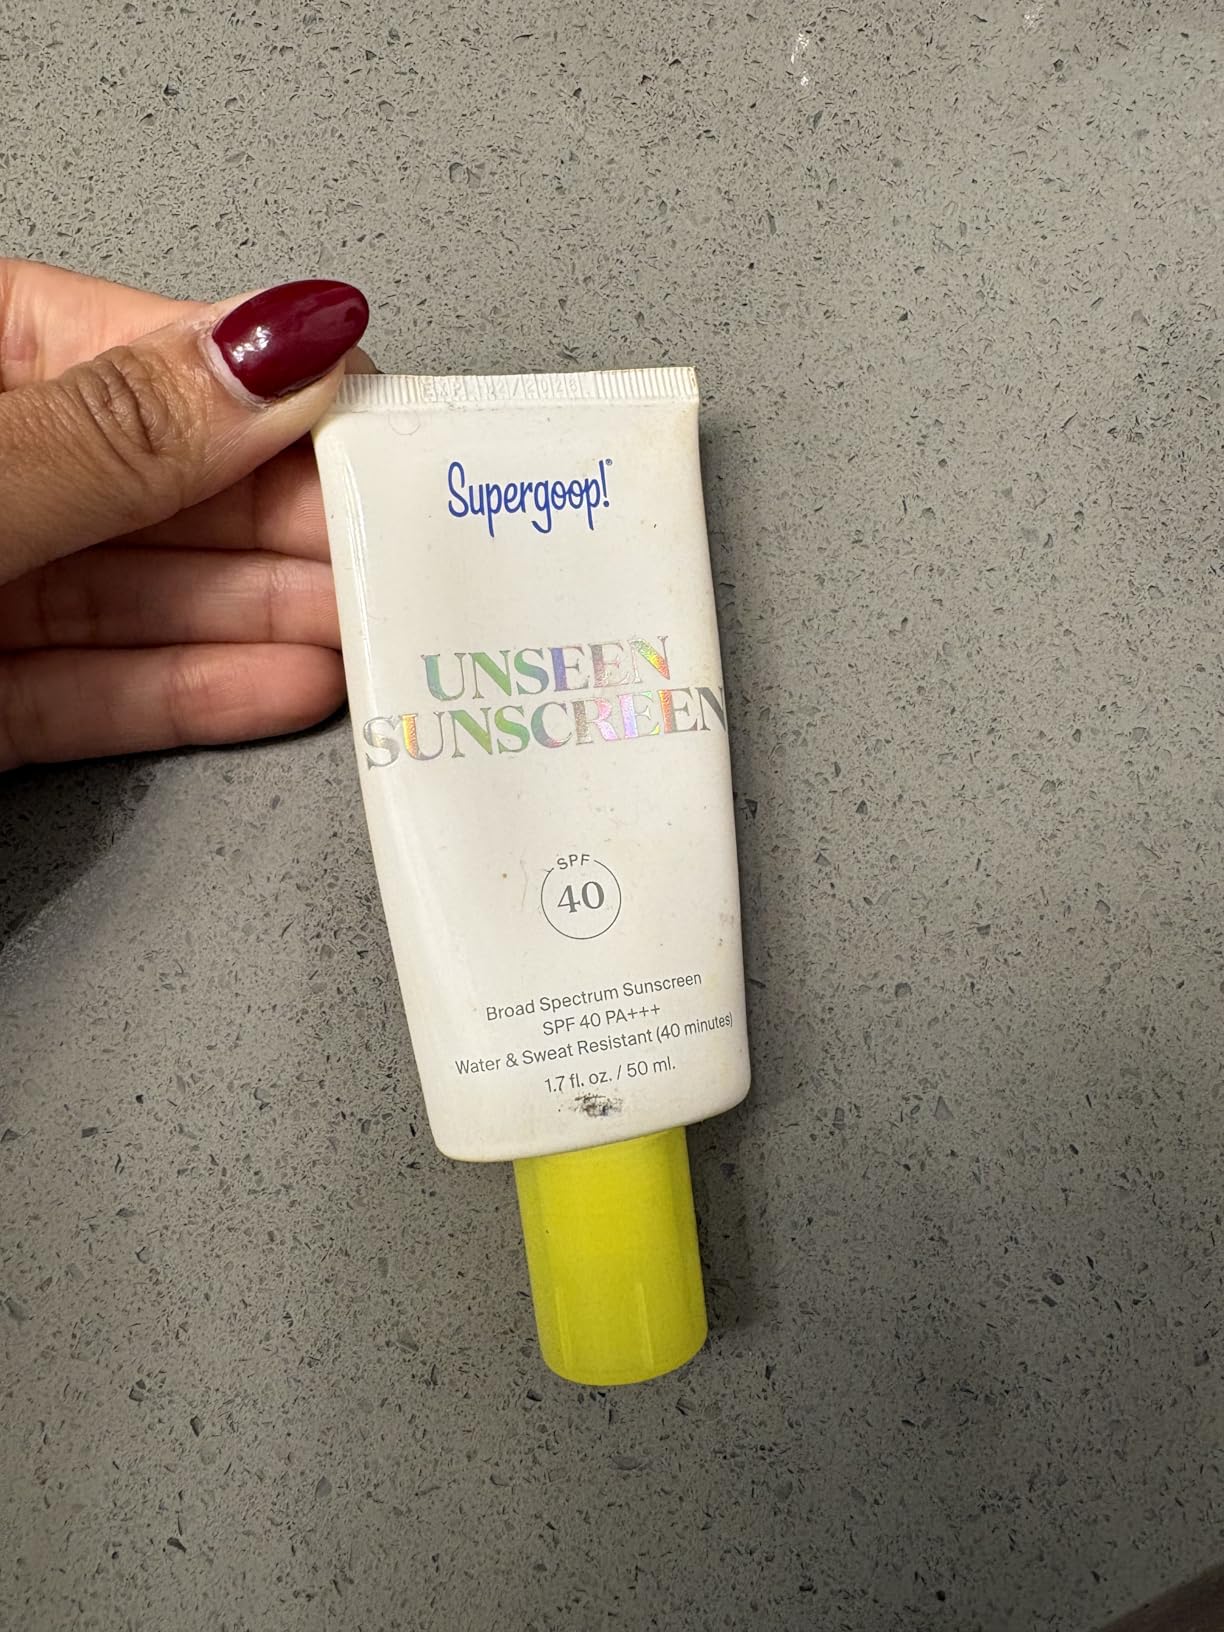 Supergoop!®
UNSEEN
SUNSCREEN
SPF
40
Broad Spectrum Sunscreen
SPF 40 PA+++
Water & Sweat Resistant (40 minutes)
1.7 fl. oz. / 50 ml.